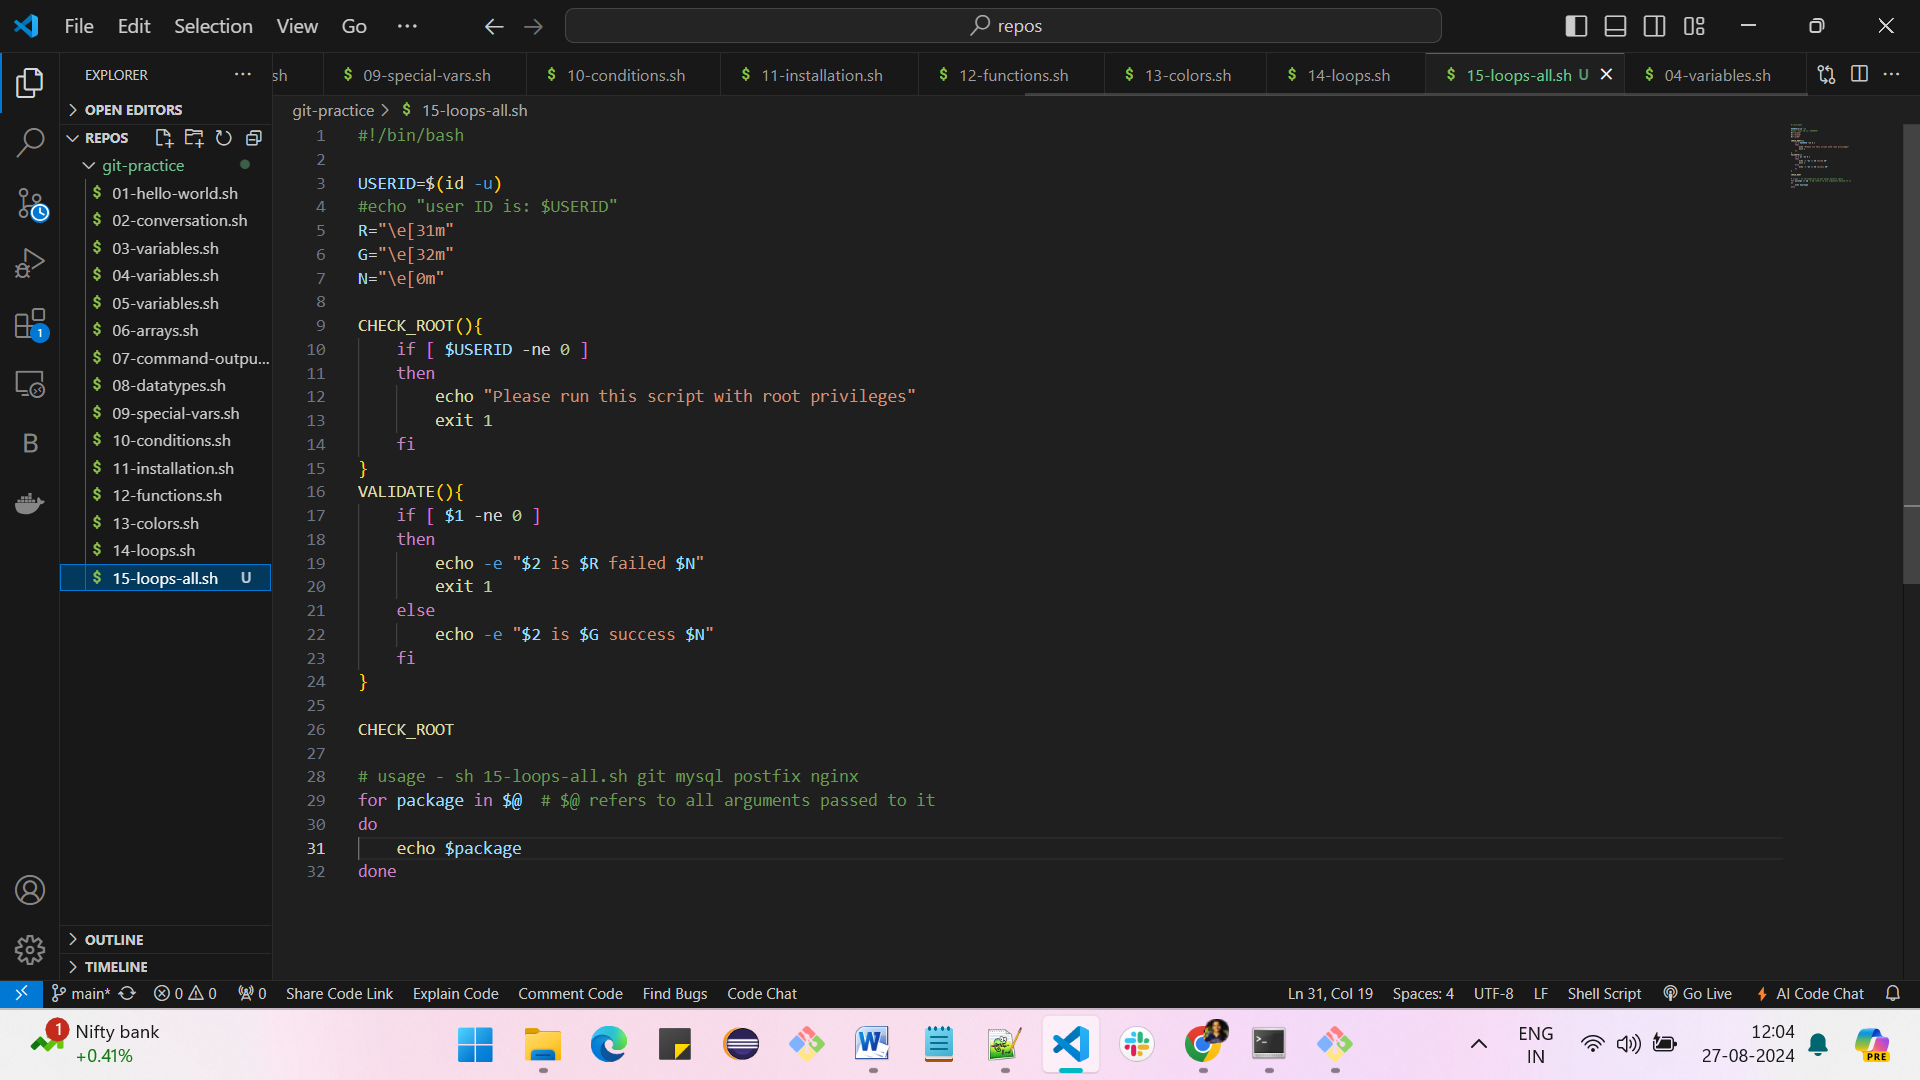 File Edit Selection View Go ··· repos
EXPLORER ···
OPEN EDITORS
REPOS
git-practice
$ 01-hello-world.sh
$ 02-conversation.sh
$ 03-variables.sh
$ 04-variables.sh
$ 05-variables.sh
$ 06-arrays.sh
$ 07-command-outpu...
$ 08-datatypes.sh
$ 09-special-vars.sh
$ 10-conditions.sh
$ 11-installation.sh
$ 12-functions.sh
$ 13-colors.sh
$ 14-loops.sh
$ 15-loops-all.sh U
OUTLINE
TIMELINE
1
B
sh $ 09-special-vars.sh $ 10-conditions.sh $ 11-installation.sh $ 12-functions.sh $ 13-colors.sh $ 14-loops.sh $ 15-loops-all.sh U $ 04-variables.sh ···
git-practice > $ 15-loops-all.sh
1 #!/bin/bash
2
3 USERID=$(id -u)
4 #echo "user ID is: $USERID"
5 R="\e[31m"
6 G="\e[32m"
7 N="\e[0m"
8
9 CHECK_ROOT(){
10 if [ $USERID -ne 0 ]
11 then
12 echo "Please run this script with root privileges"
13 exit 1
14 fi
15 }
16 VALIDATE(){
17 if [ $1 -ne 0 ]
18 then
19 echo -e "$2 is $R failed $N"
20 exit 1
21 else
22 echo -e "$2 is $G success $N"
23 fi
24 }
25
26 CHECK_ROOT
27
28 # usage - sh 15-loops-all.sh git mysql postfix nginx
29 for package in $@ # $@ refers to all arguments passed to it
30 do
31 echo $package
32 done
main* 0 0 0 Share Code Link Explain Code Comment Code Find Bugs Code Chat Ln 31, Col 19 Spaces: 4 UTF-8 LF Shell Script Go Live AI Code Chat
1 Nifty bank
+0.41%
ENG
IN
12:04
27-08-2024
PRE